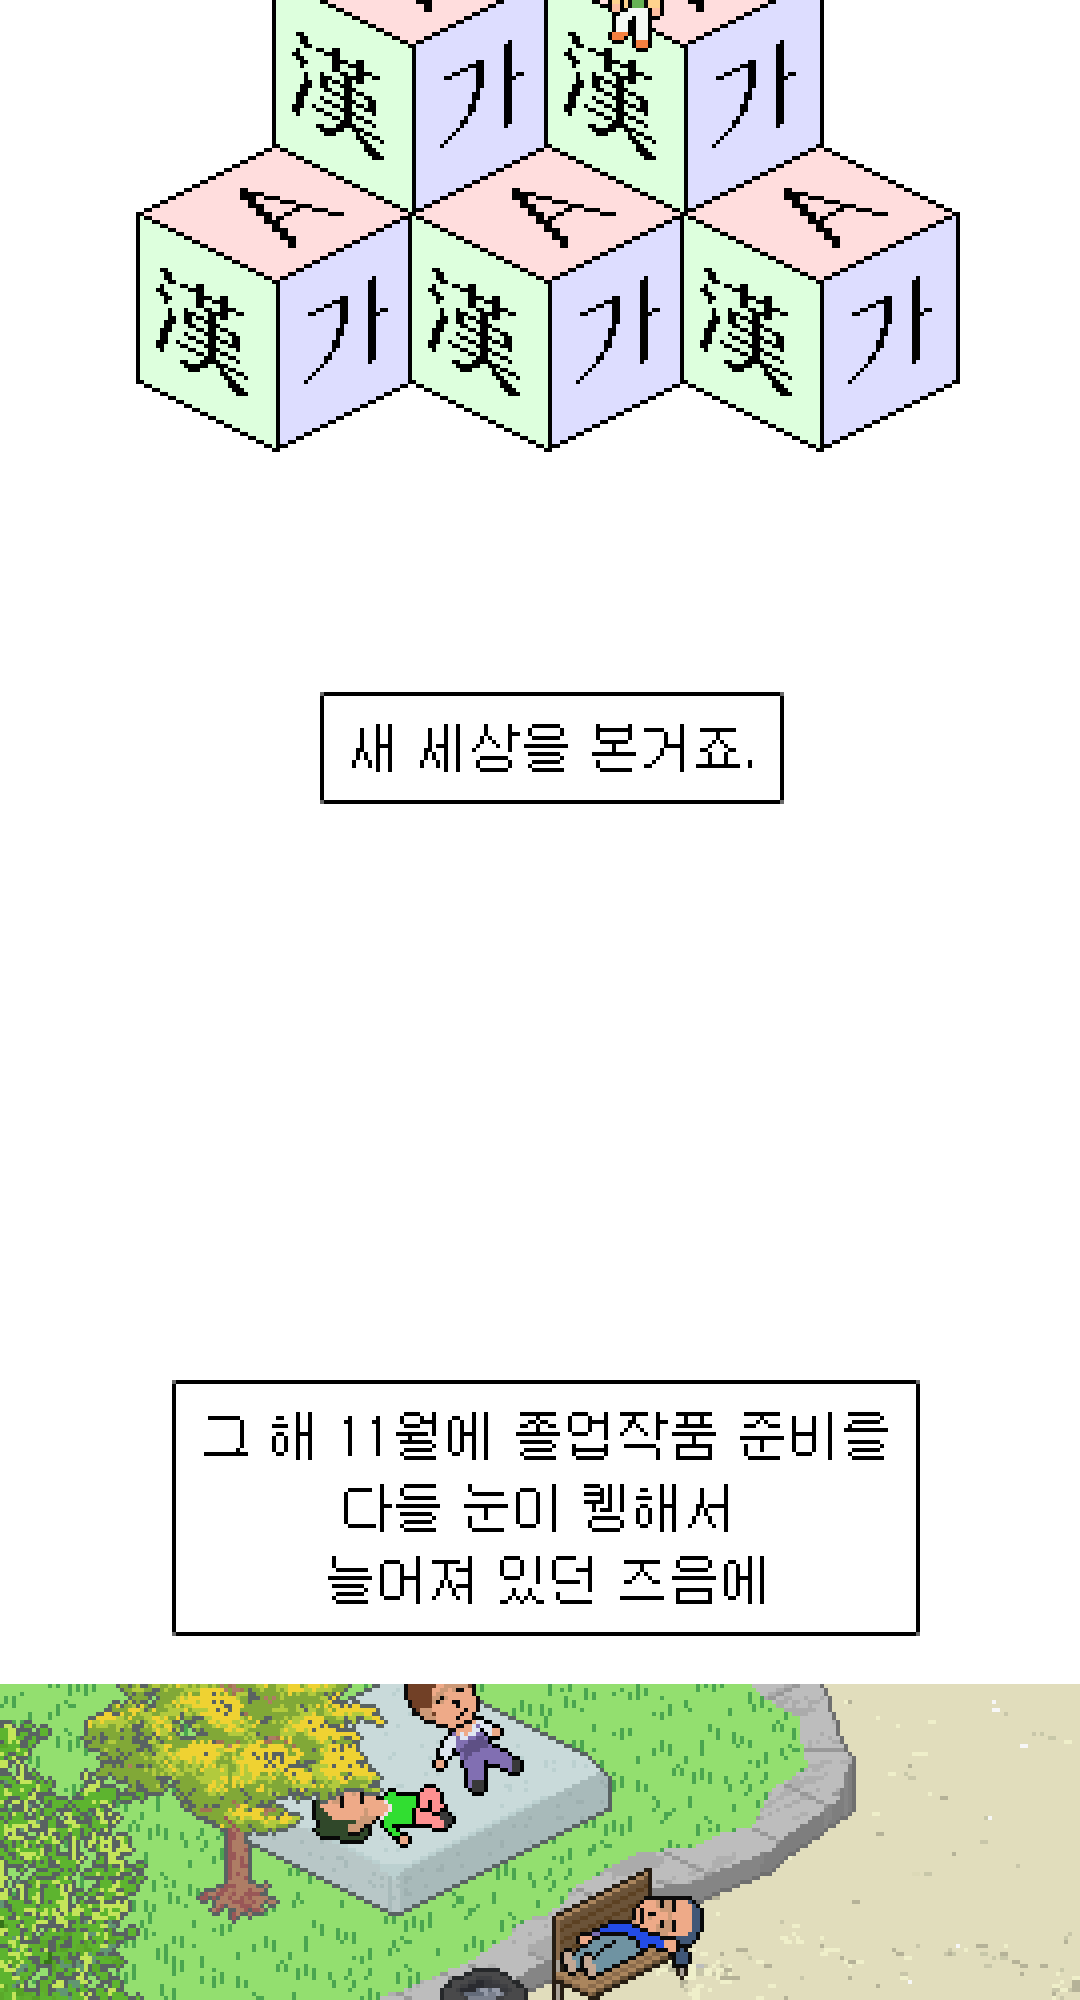 漢 가 漢 가
A A A
漢 가 漢 가 漢 가
새 세상을 본거죠.
그 해 11월에 졸업작품 준비를
다들 눈이 퀭해서
늘어져 있던 즈음에